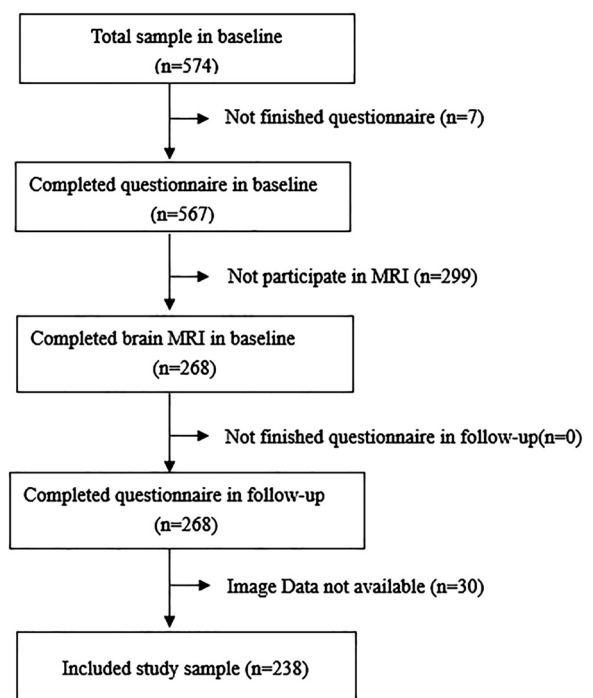 Total sample in baseline
(n=574)
Not finished questionnaire (n=7)
Completed questionnaire in baseline
(n=567)
Not participate in MRI (n=299)
Completed brain MRI in baseline
(n=268)
Not finished questionnaire in follow-up(n=0)
Completed questionnaire in follow-up
(n=268)
Image Data not available (n=30)
Included study sample (n=238)